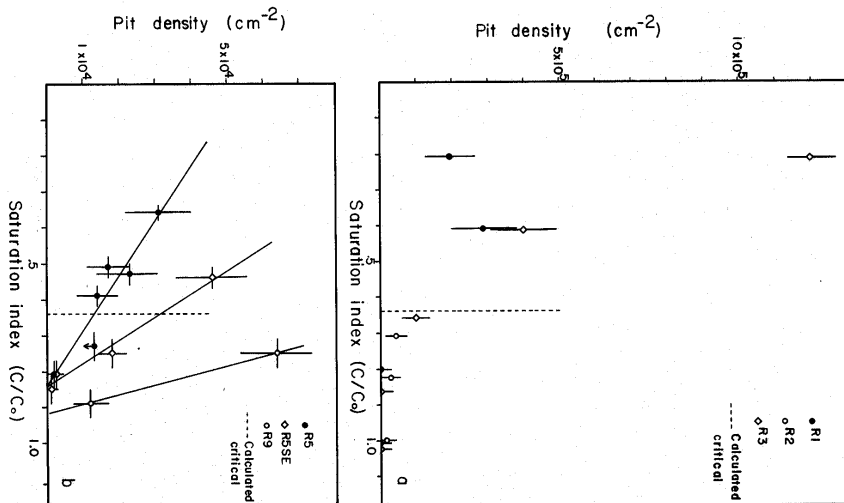 Pit density (cm⁻²)
1x10⁴
5x10⁴
.5
1.0
Saturation index (C/C₀)
R5
R5SE
R9
Calculated
critical
b
Pit density (cm⁻²)
5x10⁵
10x10⁵
.5
1.0
Saturation index (C/C₀)
R1
R2
R3
Calculated
critical
a